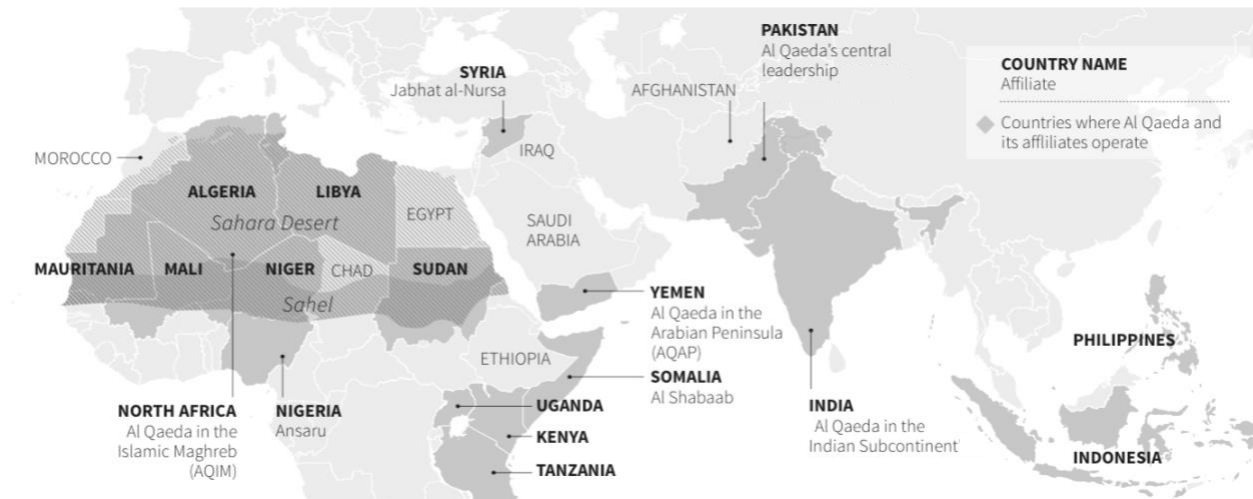 PAKISTAN
Al Qaeda's central
leadership
SYRIA
Jabhat al-Nursa
AFGHANISTAN
COUNTRY NAME
Affiliate
Countries where Al Qaeda and
its affliliates operate
MOROCCO
IRAQ
ALGERIA
LIBYA
Sahara Desert
EGYPT
SAUDI
ARABIA
MAURITANIA
MALI
NIGER
CHAD
SUDAN
Sahel
YEMEN
Al Qaeda in the
Arabian Peninsula
(AQAP)
ETHIOPIA
SOMALIA
Al Shabaab
PHILIPPINES
NORTH AFRICA
Al Qaeda in the
Islamic Maghreb
(AQIM)
NIGERIA
Ansaru
UGANDA
KENYA
TANZANIA
INDIA
Al Qaeda in the
Indian Subcontinent
INDONESIA